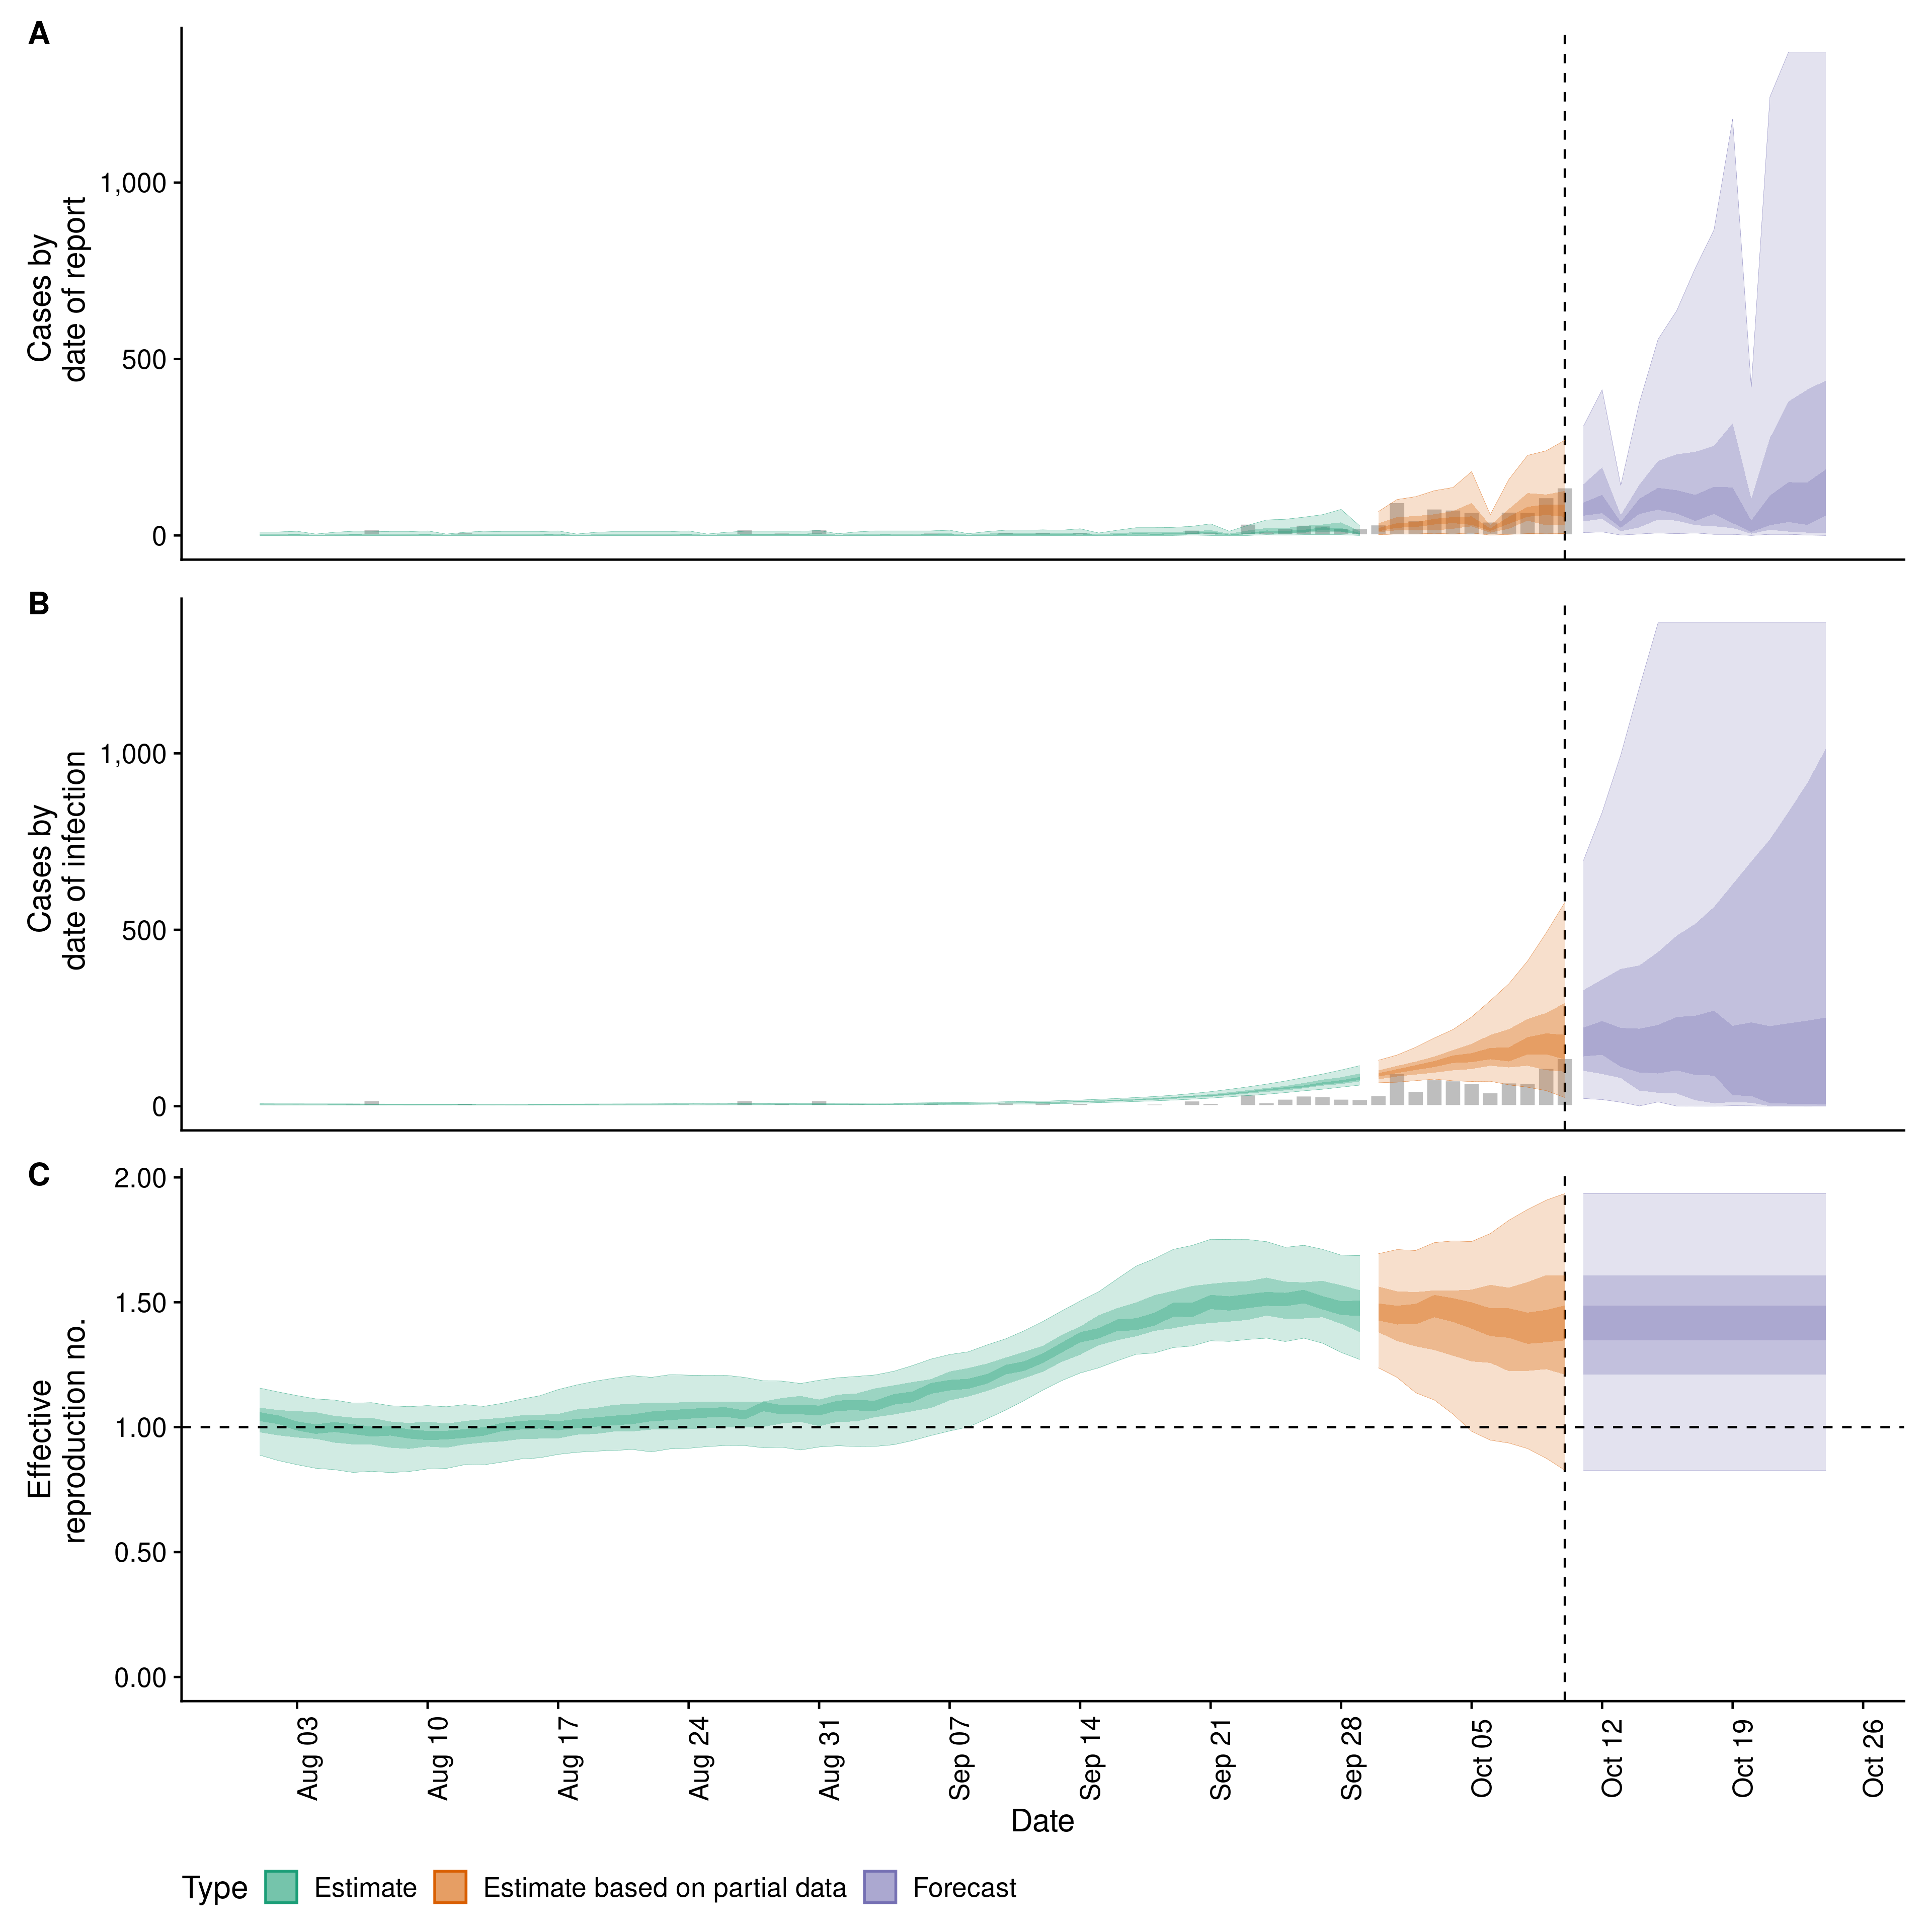 A
Cases by
date of report
1,000
500
0
B
Cases by
date of infection
1,000
500
0
C
Effective
reproduction no.
2.00
1.50
1.00
0.50
0.00
Aug 03
Aug 10
Aug 17
Aug 24
Aug 31
Sep 07
Sep 14
Sep 21
Sep 28
Oct 05
Oct 12
Oct 19
Oct 26
Date
Type Estimate Estimate based on partial data Forecast